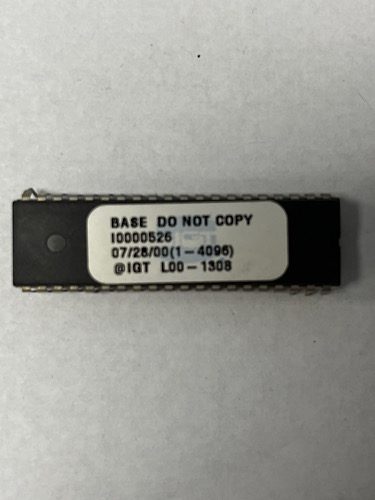 BASE DO NOT COPY
I0000526
07/28/00(1-4096)
@IGT L00-1308